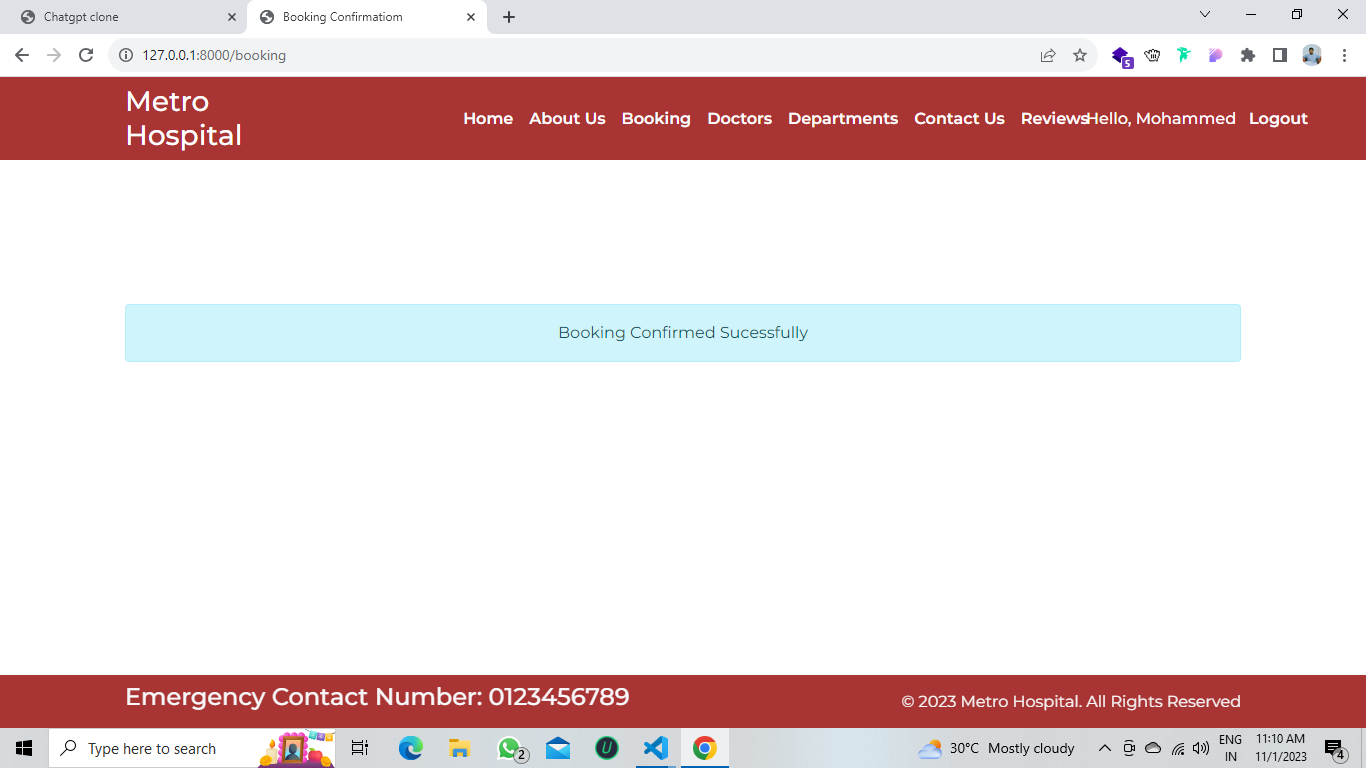 Chatgpt clone
Booking Confirmatiom
127.0.0.1:8000/booking
5
Metro
Hospital
Home About Us Booking Doctors Departments Contact Us Reviews Hello, Mohammed Logout
Booking Confirmed Sucessfully
Emergency Contact Number: 0123456789
© 2023 Metro Hospital. All Rights Reserved
Type here to search
2
U
30°C Mostly cloudy
ENG
IN
11:10 AM
11/1/2023
4